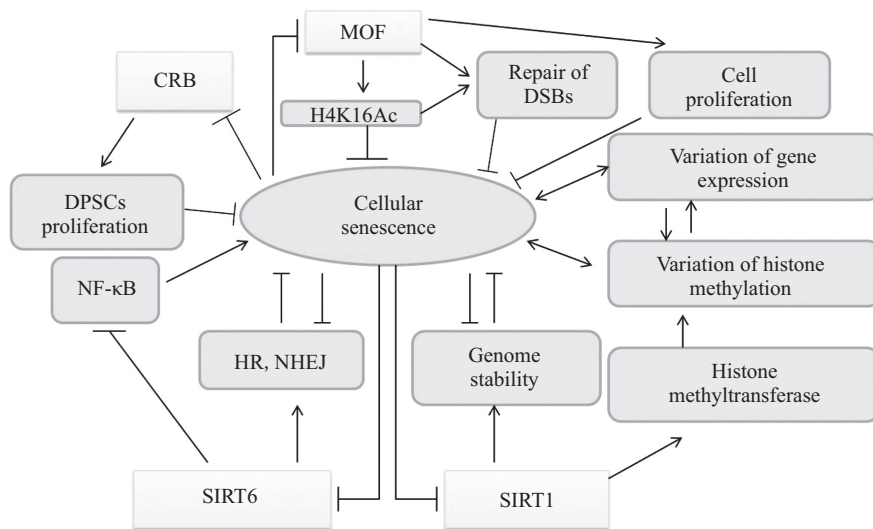 MOF
CRB
Repair of
DSBs
Cell
proliferation
H4K16Ac
Variation of gene
expression
DPSCs
proliferation
Cellular
senescence
NF-κB
Variation of histone
methylation
HR, NHEJ
Genome
stability
Histone
methyltransferase
SIRT6
SIRT1